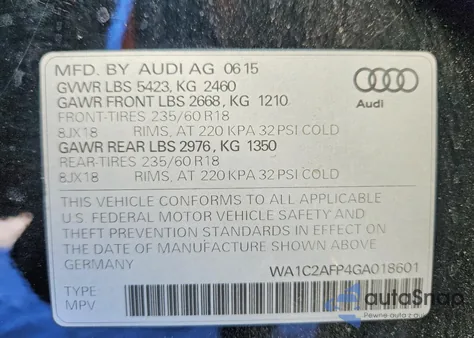 MFD. BY AUDI AG 06 15
GVWR LBS 5423, KG 2460
GAWR FRONT LBS 2668, KG 1210
FRONT-TIRES 235/60 R18
8JX18 RIMS, AT 220 KPA 32 PSI COLD
GAWR REAR LBS 2976, KG 1350
REAR-TIRES 235/60 R18
8JX18 RIMS, AT 220 KPA 32 PSI COLD
Audi
THIS VEHICLE CONFORMS TO ALL APPLICABLE
U.S. FEDERAL MOTOR VEHICLE SAFETY AND
THEFT PREVENTION STANDARDS IN EFFECT ON
THE DATE OF MANUFACTURE SHOWN ABOVE.
GERMANY WA1C2AFP4GA018601
TYPE
MPV
autoSnap
Pewne auta z